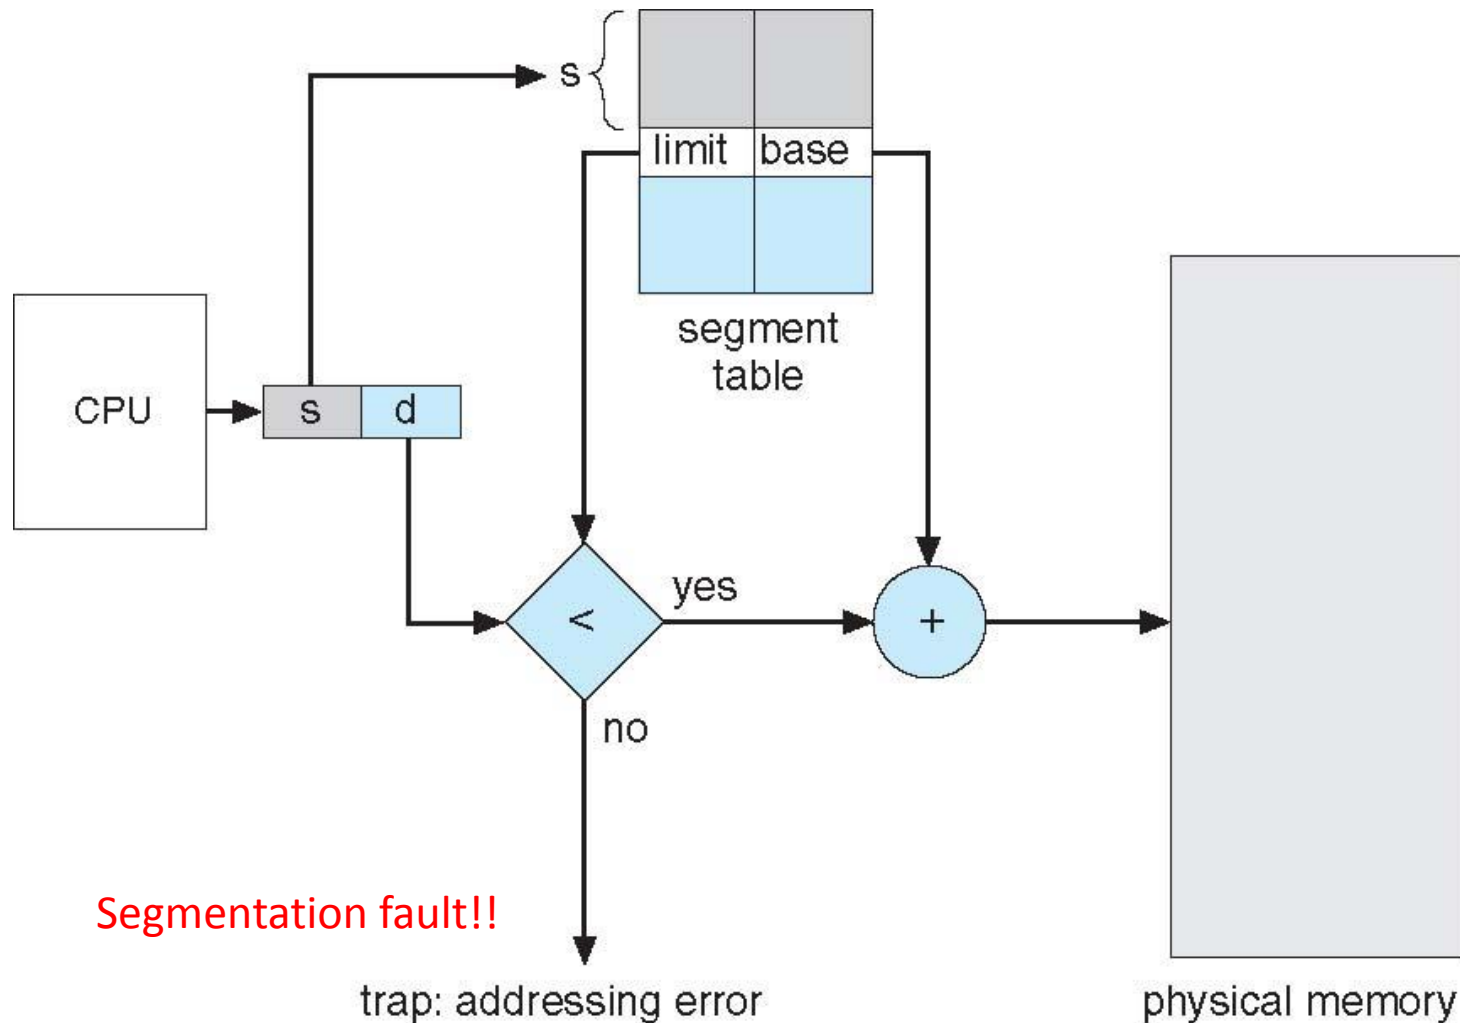 s
limit base
segment
table
CPU
s d
<
yes
+
no
Segmentation fault!!
trap: addressing error
physical memory